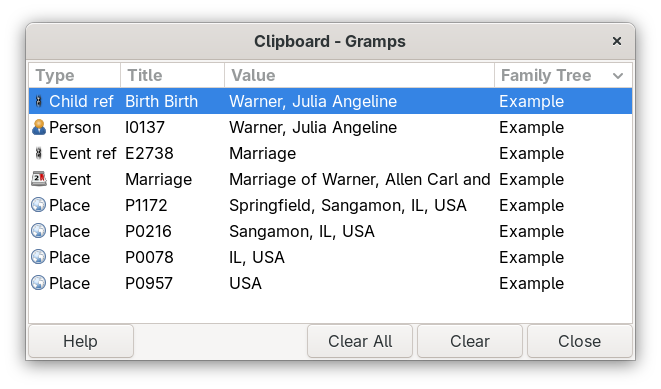 Clipboard - Gramps
Type Title Value Family Tree
Child ref Birth Birth Warner, Julia Angeline Example
Person I0137 Warner, Julia Angeline Example
Event ref E2738 Marriage Example
Event Marriage Marriage of Warner, Allen Carl and Example
Place P1172 Springfield, Sangamon, IL, USA Example
Place P0216 Sangamon, IL, USA Example
Place P0078 IL, USA Example
Place P0957 USA Example
Help Clear All Clear Close